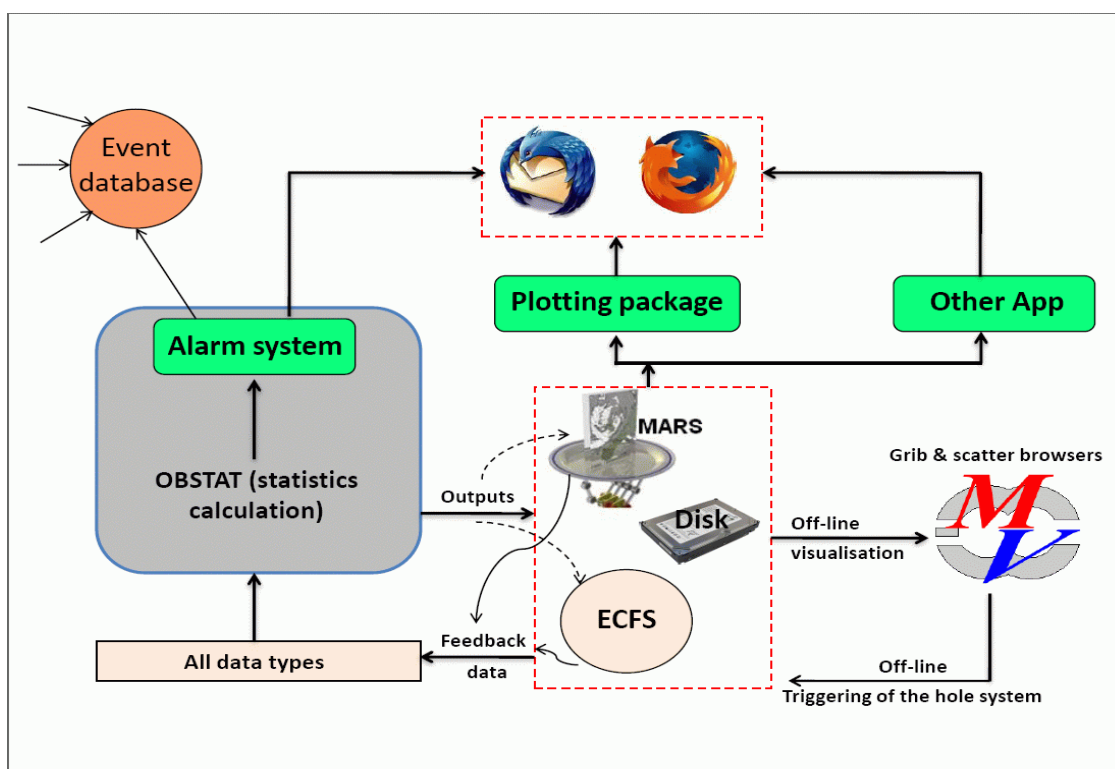 Event
database
Plotting package
Other App
Alarm system
MARS
Grib & scatter browsers
OBSTAT (statistics
calculation)
Outputs
Disk
Off-line
visualisation
MV
ECFS
Feedback
data
All data types
Off-line
Triggering of the hole system